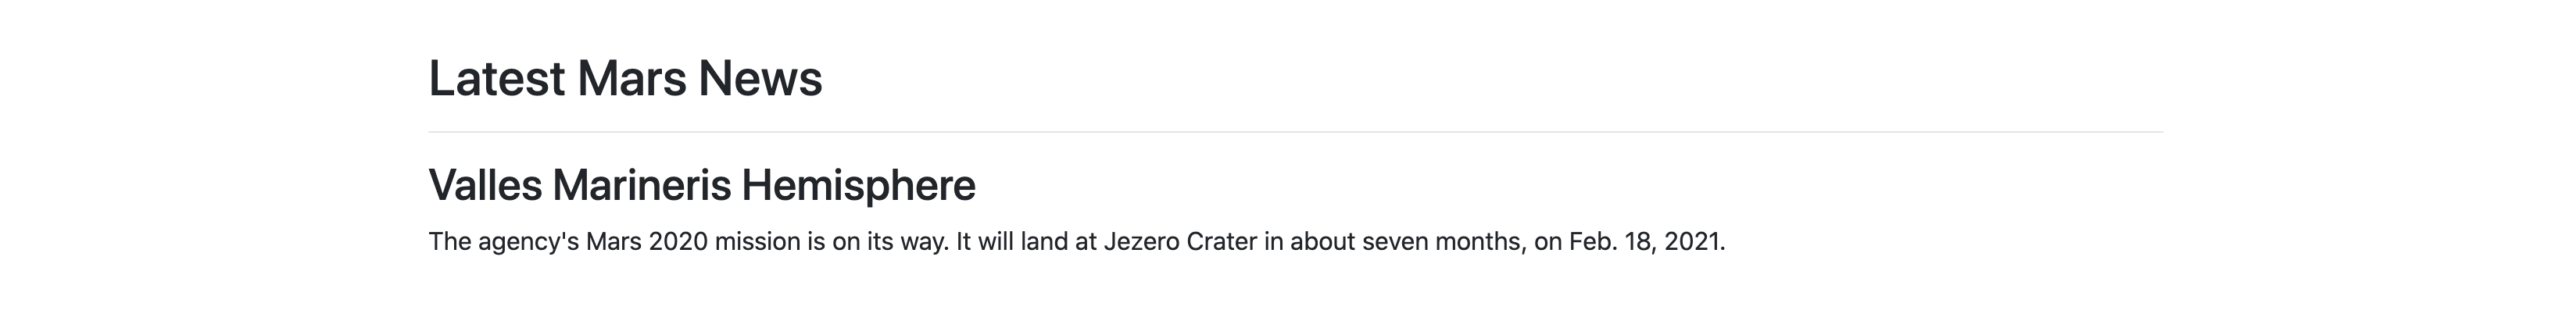 Latest Mars News
Valles Marineris Hemisphere
The agency's Mars 2020 mission is on its way. It will land at Jezero Crater in about seven months, on Feb. 18, 2021.